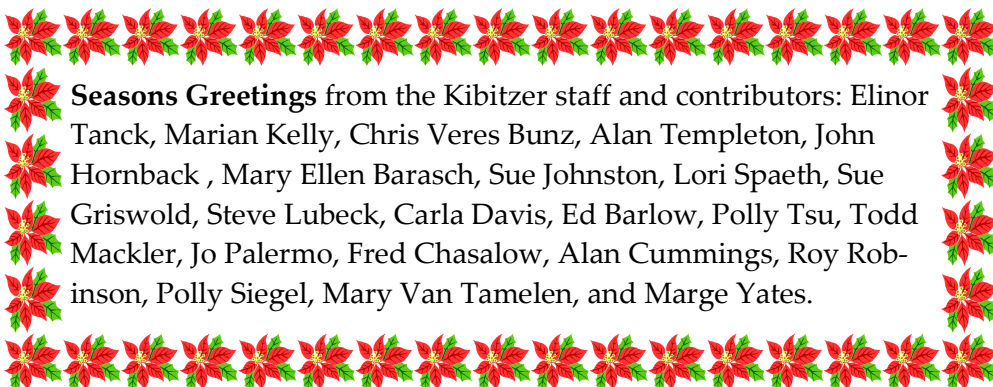 Seasons Greetings from the Kibitzer staff and contributors: Elinor
Tanck, Marian Kelly, Chris Veres Bunz, Alan Templeton, John
Hornback , Mary Ellen Barasch, Sue Johnston, Lori Spaeth, Sue
Griswold, Steve Lubeck, Carla Davis, Ed Barlow, Polly Tsu, Todd
Mackler, Jo Palermo, Fred Chasalow, Alan Cummings, Roy Rob-
inson, Polly Siegel, Mary Van Tamelen, and Marge Yates.